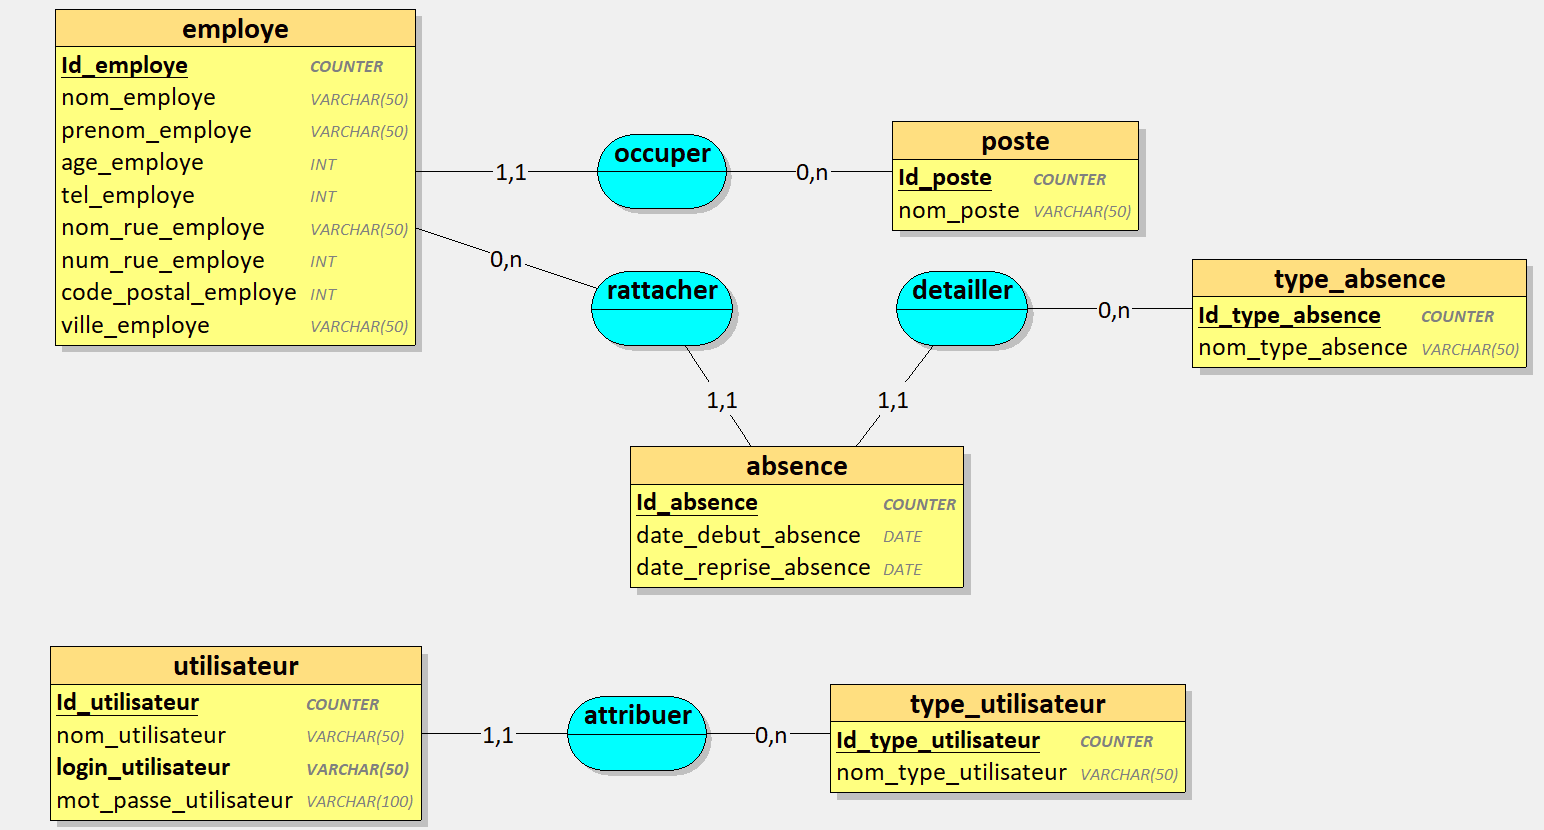 employe
Id_employe COUNTER
nom_employe VARCHAR(50)
prenom_employe VARCHAR(50)
age_employe INT
tel_employe INT
nom_rue_employe VARCHAR(50)
num_rue_employe INT
code_postal_employe INT
ville_employe VARCHAR(50)
1,1
occuper
0,n
poste
Id_poste COUNTER
nom_poste VARCHAR(50)
0,n
rattacher
1,1
detailler
1,1
0,n
type_absence
Id_type_absence COUNTER
nom_type_absence VARCHAR(50)
absence
Id_absence COUNTER
date_debut_absence DATE
date_reprise_absence DATE
utilisateur
Id_utilisateur COUNTER
nom_utilisateur VARCHAR(50)
login_utilisateur VARCHAR(50)
mot_passe_utilisateur VARCHAR(100)
1,1
attribuer
0,n
type_utilisateur
Id_type_utilisateur COUNTER
nom_type_utilisateur VARCHAR(50)